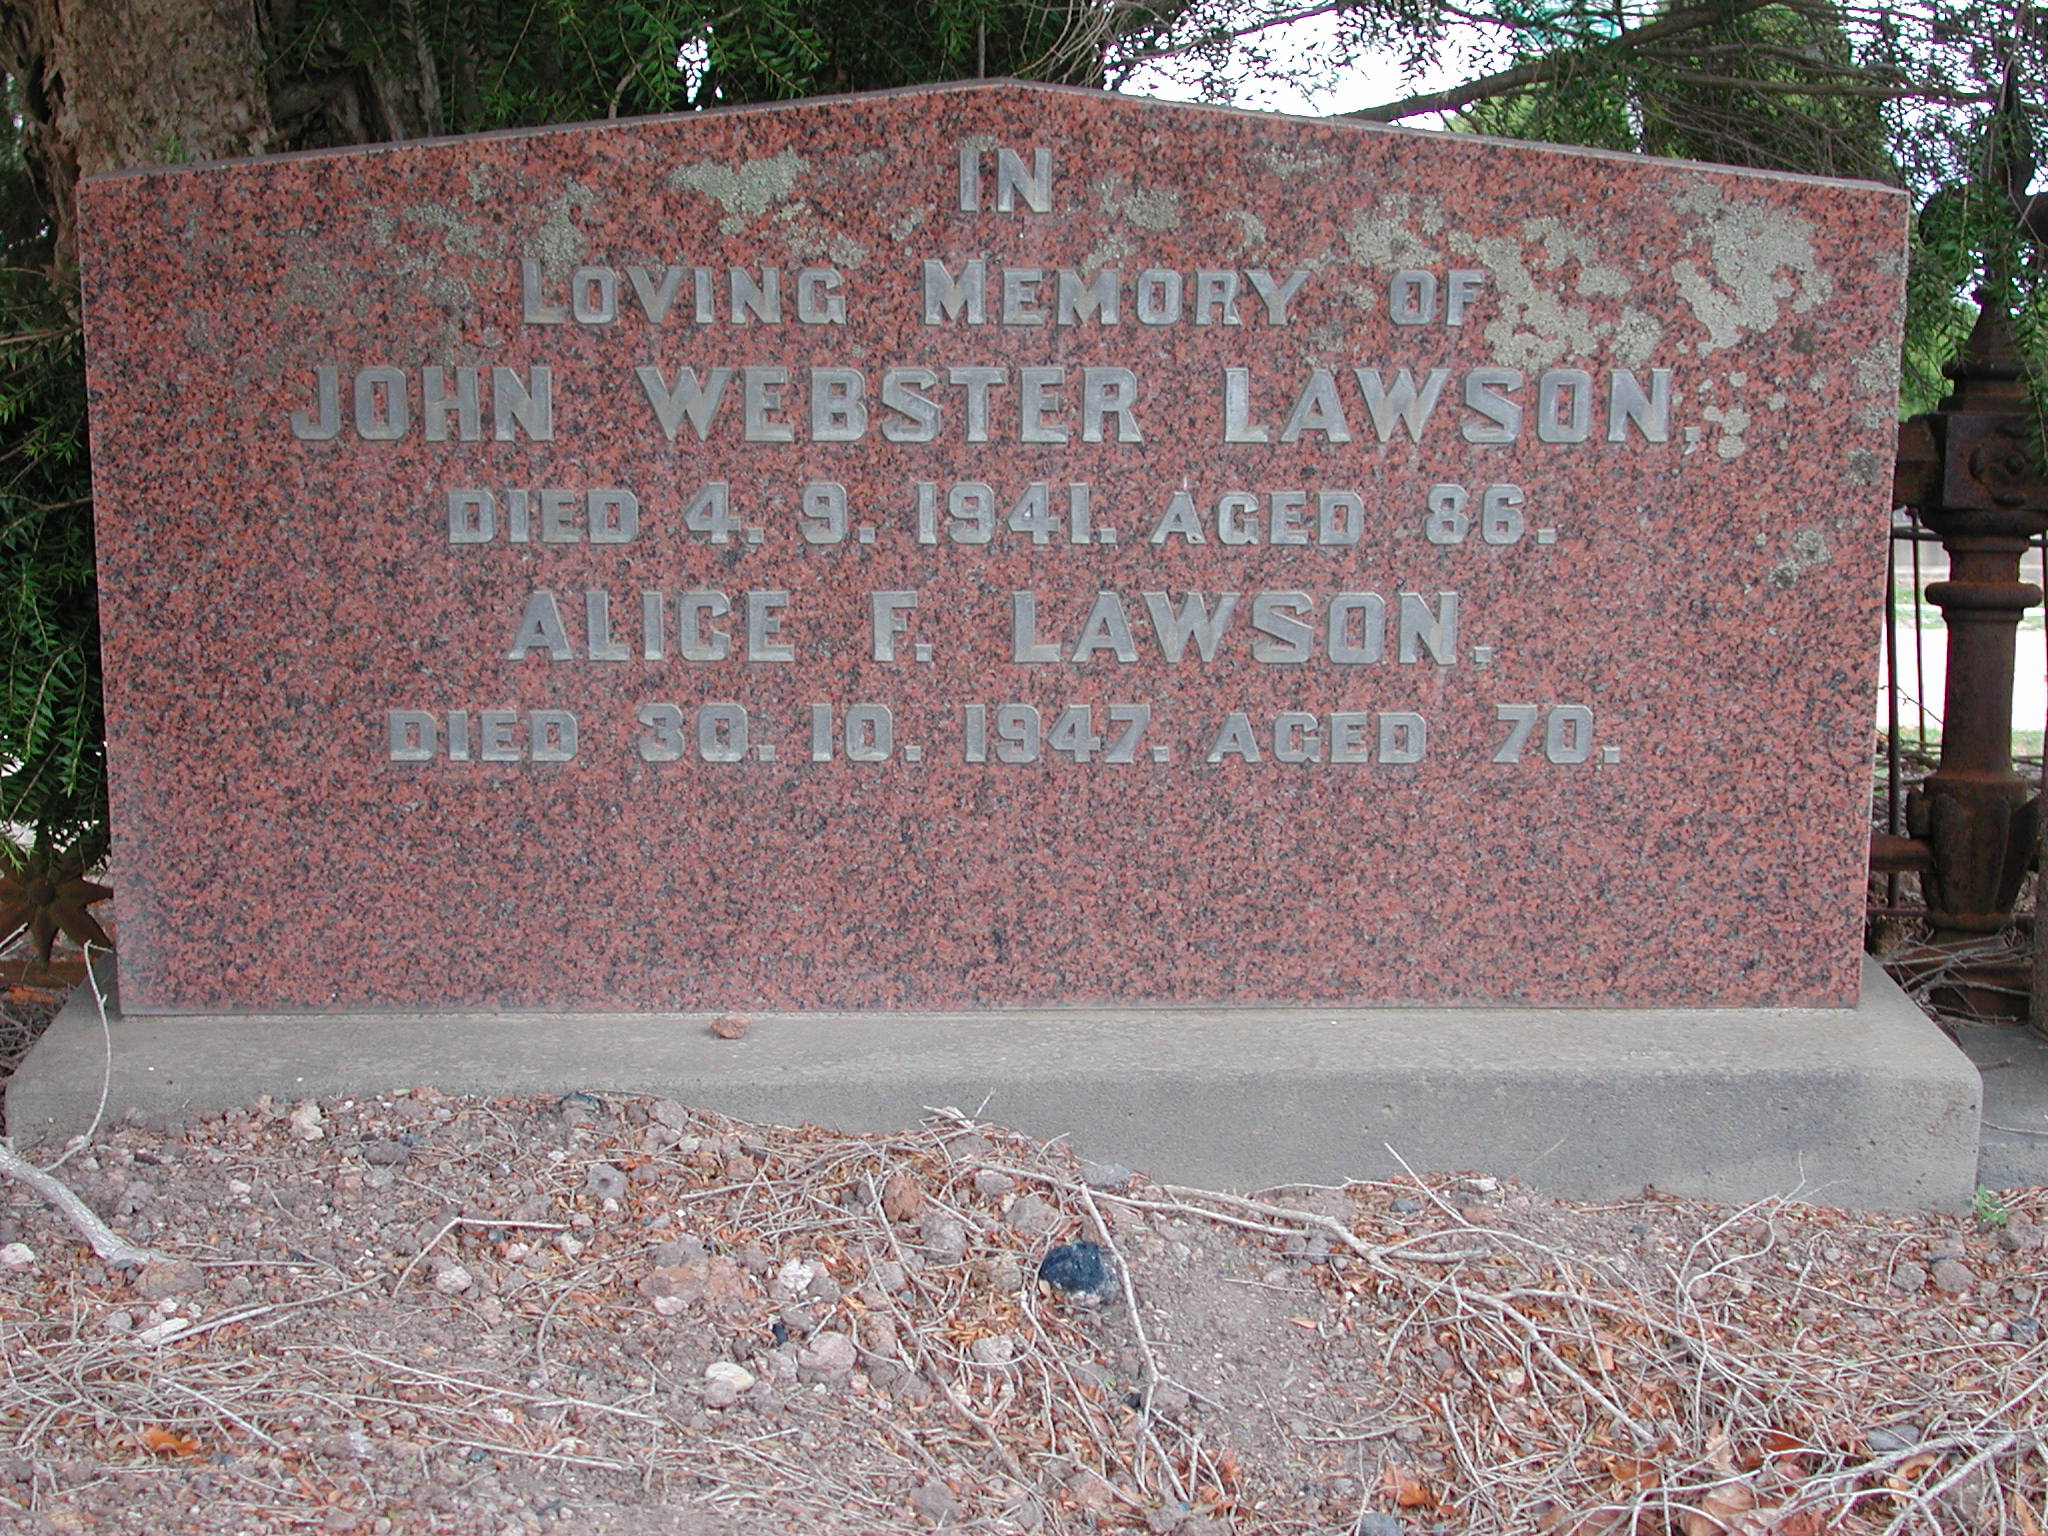 IN
LOVING MEMORY OF
JOHN WEBSTER LAWSON,
DIED 4. 9. 1941. AGED 86.
ALICE F. LAWSON.
DIED 30. 10. 1947. AGED 70.